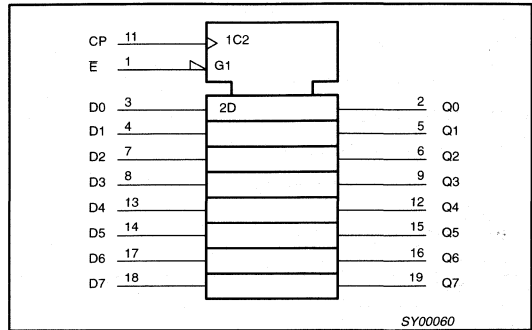 CP 11 1C2
E̅ 1 G1
D0 3 2D 2 Q0
D1 4 5 Q1
D2 7 6 Q2
D3 8 9 Q3
D4 13 12 Q4
D5 14 15 Q5
D6 17 16 Q6
D7 18 19 Q7
SY00060